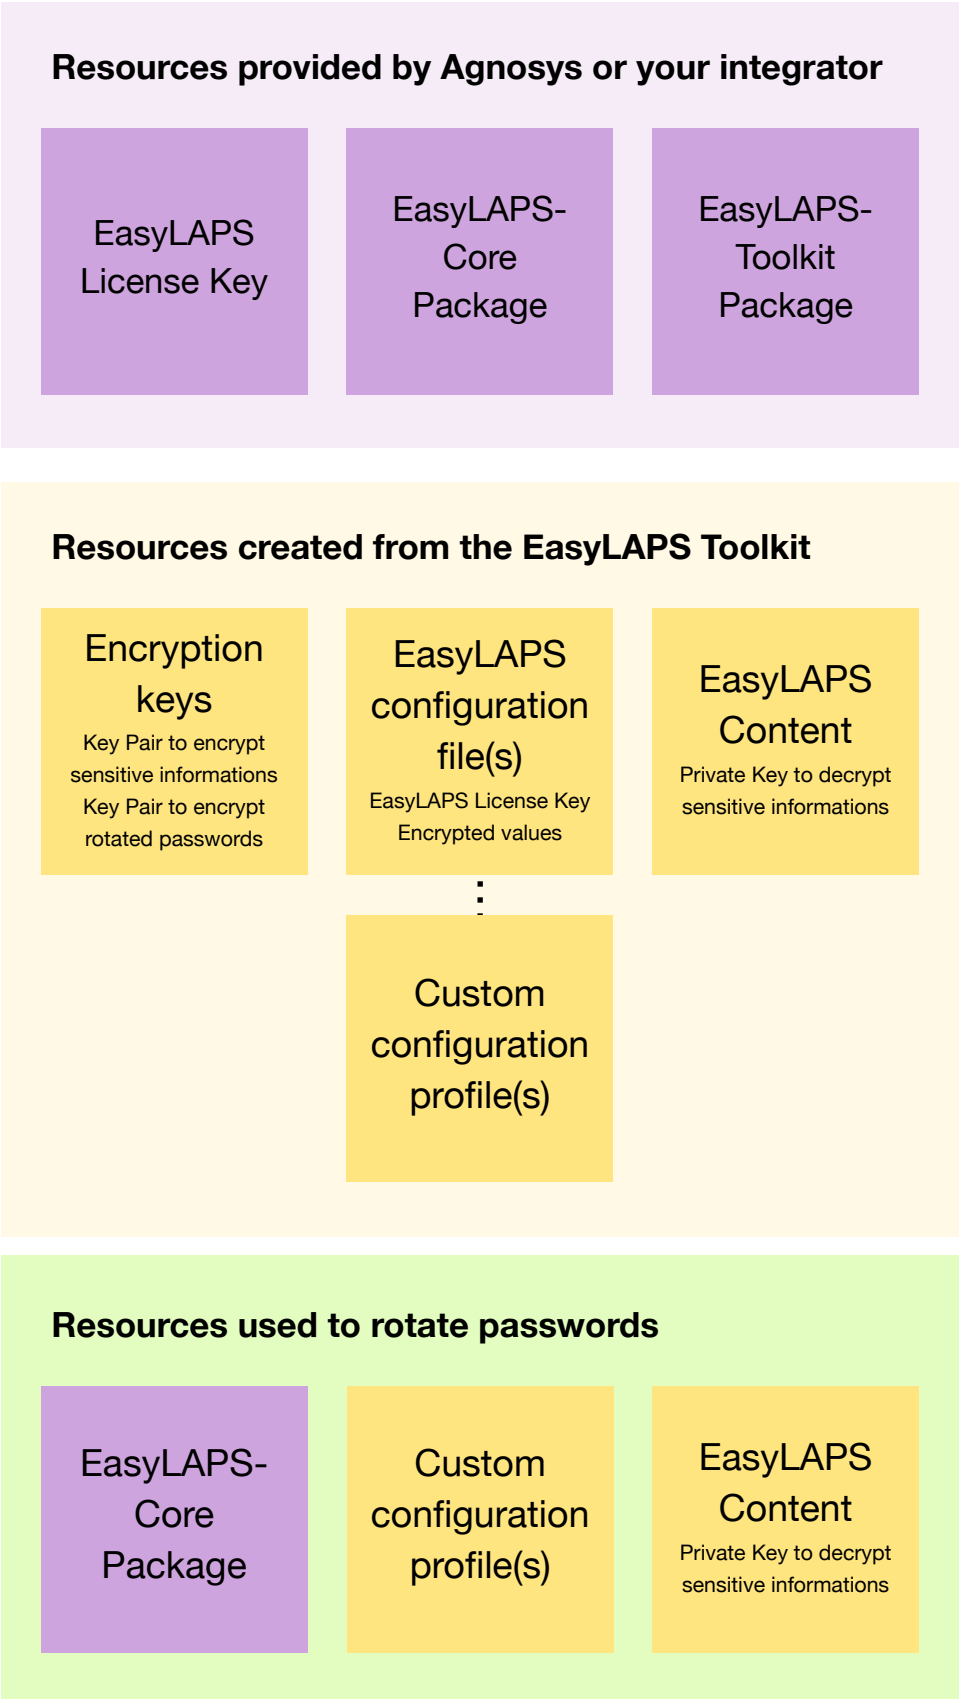 Resources provided by Agnosys or your integrator
EasyLAPS
License Key
EasyLAPS-
Core
Package
EasyLAPS-
Toolkit
Package
Resources created from the EasyLAPS Toolkit
Encryption
keys
Key Pair to encrypt
sensitive informations
Key Pair to encrypt
rotated passwords
EasyLAPS
configuration
file(s)
EasyLAPS License Key
Encrypted values
EasyLAPS
Content
Private Key to decrypt
sensitive informations
Custom
configuration
profile(s)
Resources used to rotate passwords
EasyLAPS-
Core
Package
Custom
configuration
profile(s)
EasyLAPS
Content
Private Key to decrypt
sensitive informations